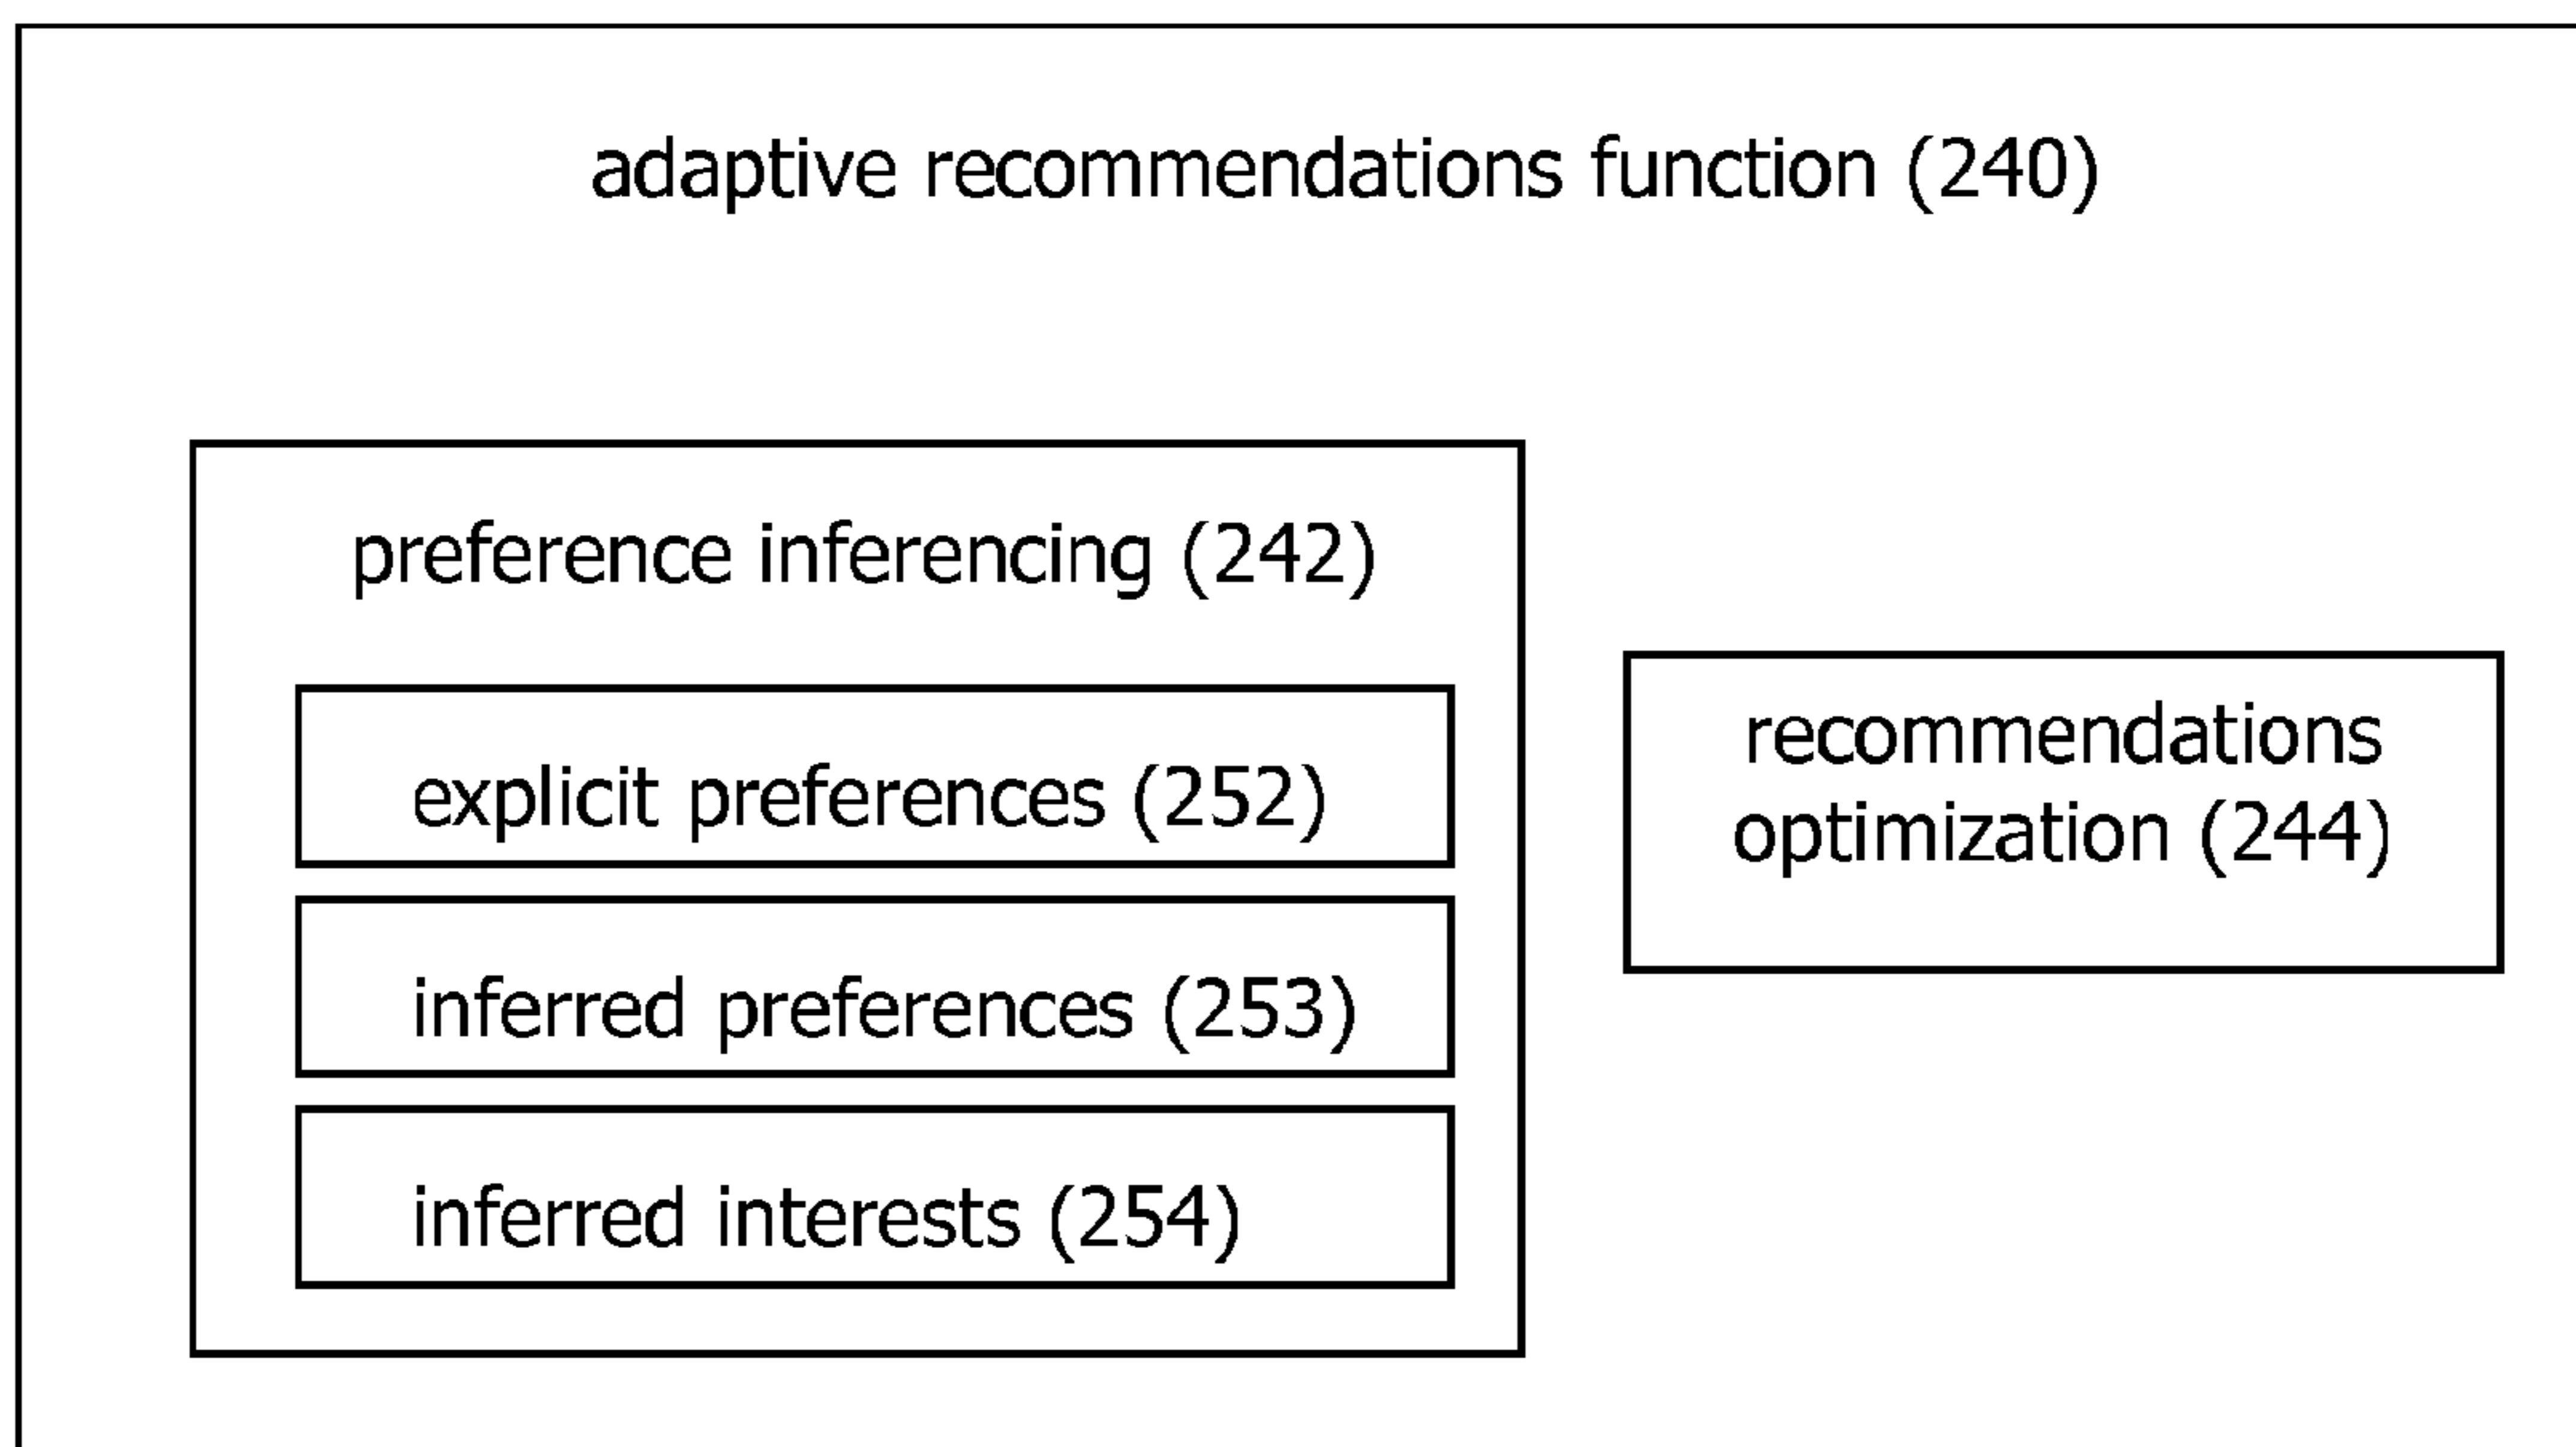 adaptive recommendations function (240)
preference inferencing (242)
explicit preferences (252)
inferred preferences (253)
inferred interests (254)
recommendations
optimization (244)